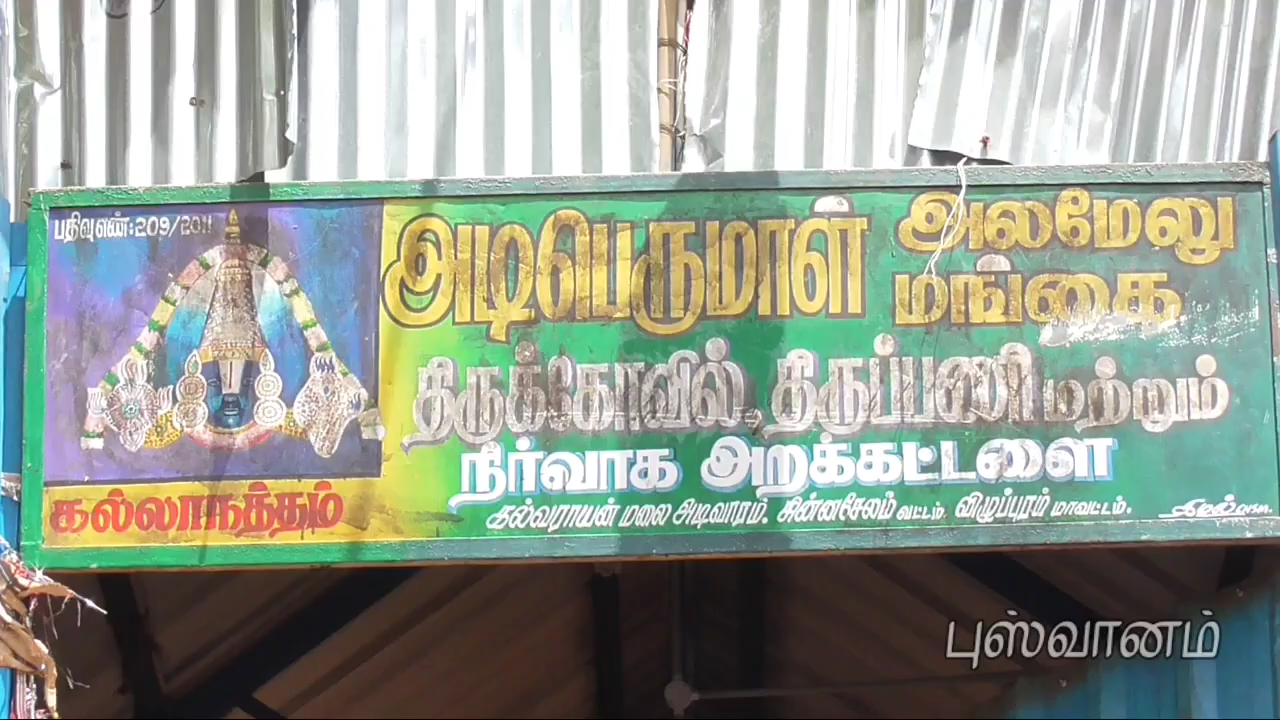 பதிவுஎண்:209/2011
அடிபெருமாள் அலமேலு மங்கை
திருக்கோவில், திருப்பணி மற்றும்
நிர்வாக அறக்கட்டளை
கல்லாநத்தம்
கல்வராயன் மலை அடிவாரம். சின்னசேலம் வட்டம். விழுப்புரம் மாவட்டம்.
புஸ்வானம்